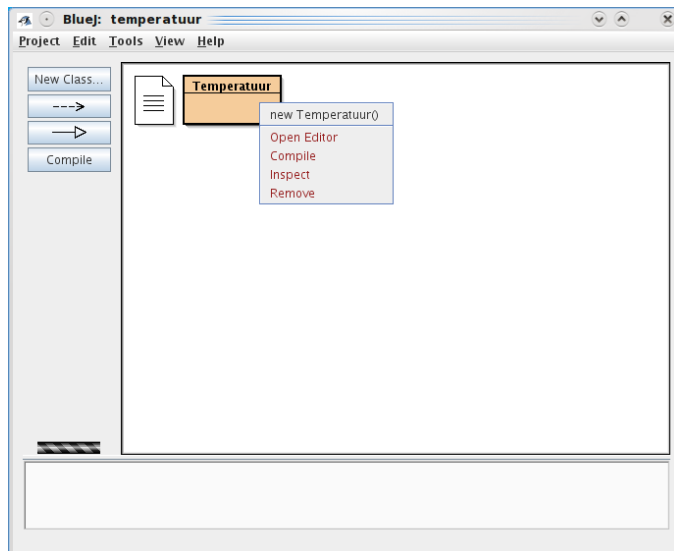 BlueJ: temperatuur
Project Edit Tools View Help
New Class...
Compile
Temperatuur
new Temperatuur()
Open Editor
Compile
Inspect
Remove